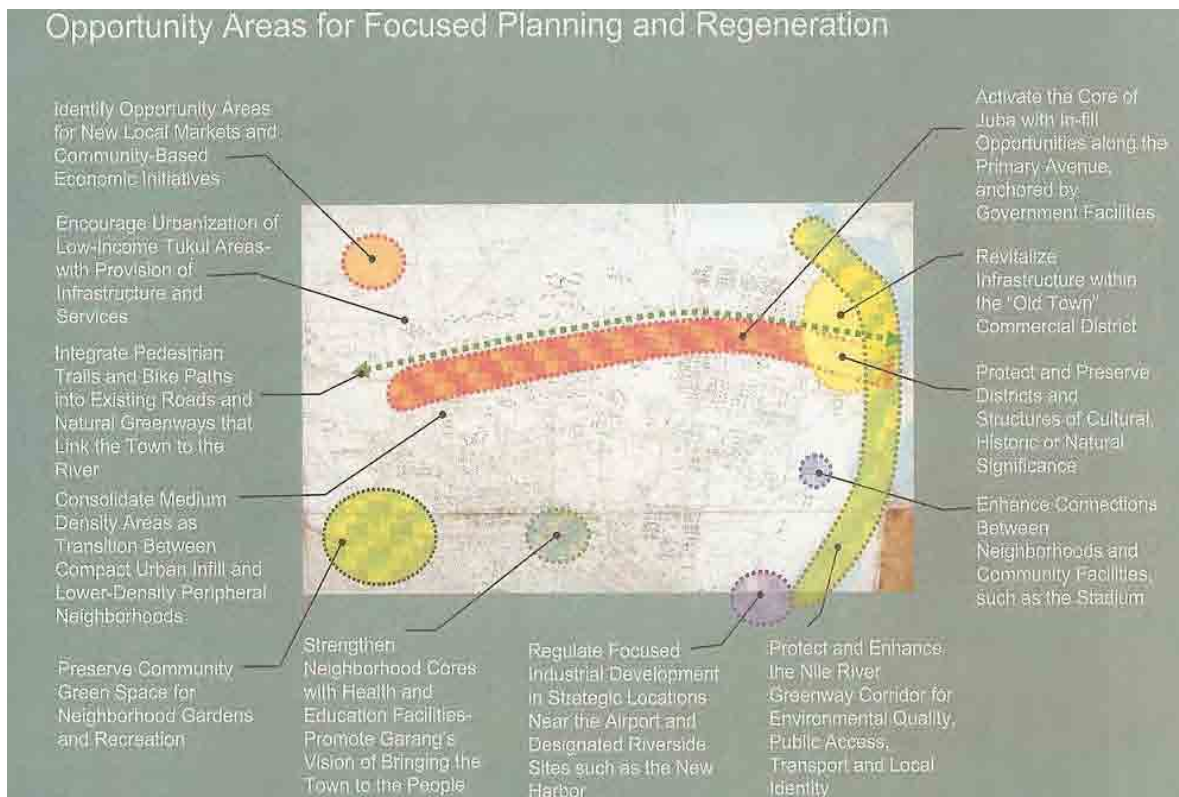 Opportunity Areas for Focused Planning and Regeneration
Identify Opportunity Areas
for New Local Markets and
Community-Based
Economic Initiatives
Encourage Urbanization of
Low-Income Tukul Areas-
with Provision of
Infrastructure and
Services
Integrate Pedestrian
Trails and Bike Paths
into Existing Roads and
Natural Greenways that
Link the Town to the
River
Consolidate Medium
Density Areas as
Transition Between
Compact Urban Infill and
Lower-Density Peripheral
Neighborhoods
Preserve Community
Green Space for
Neighborhood Gardens
and Recreation
Strengthen
Neighborhood Cores
with Health and
Education Facilities-
Promote Garang's
Vision of Bringing the
Town to the People
Regulate Focused
Industrial Development
in Strategic Locations
Near the Airport and
Designated Riverside
Sites such as the New
Harbor
Protect and Enhance
the Nile River
Greenway Corridor for
Environmental Quality,
Public Access,
Transport and Local
Identity
Activate the Core of
Juba with In-fill
Opportunities along the
Primary Avenue,
anchored by
Government Facilities
Revitalize
Infrastructure within
the "Old Town"
Commercial District
Protect and Preserve
Districts and
Structures of Cultural,
Historic or Natural
Significance
Enhance Connections
Between
Neighborhoods and
Community Facilities,
such as the Stadium